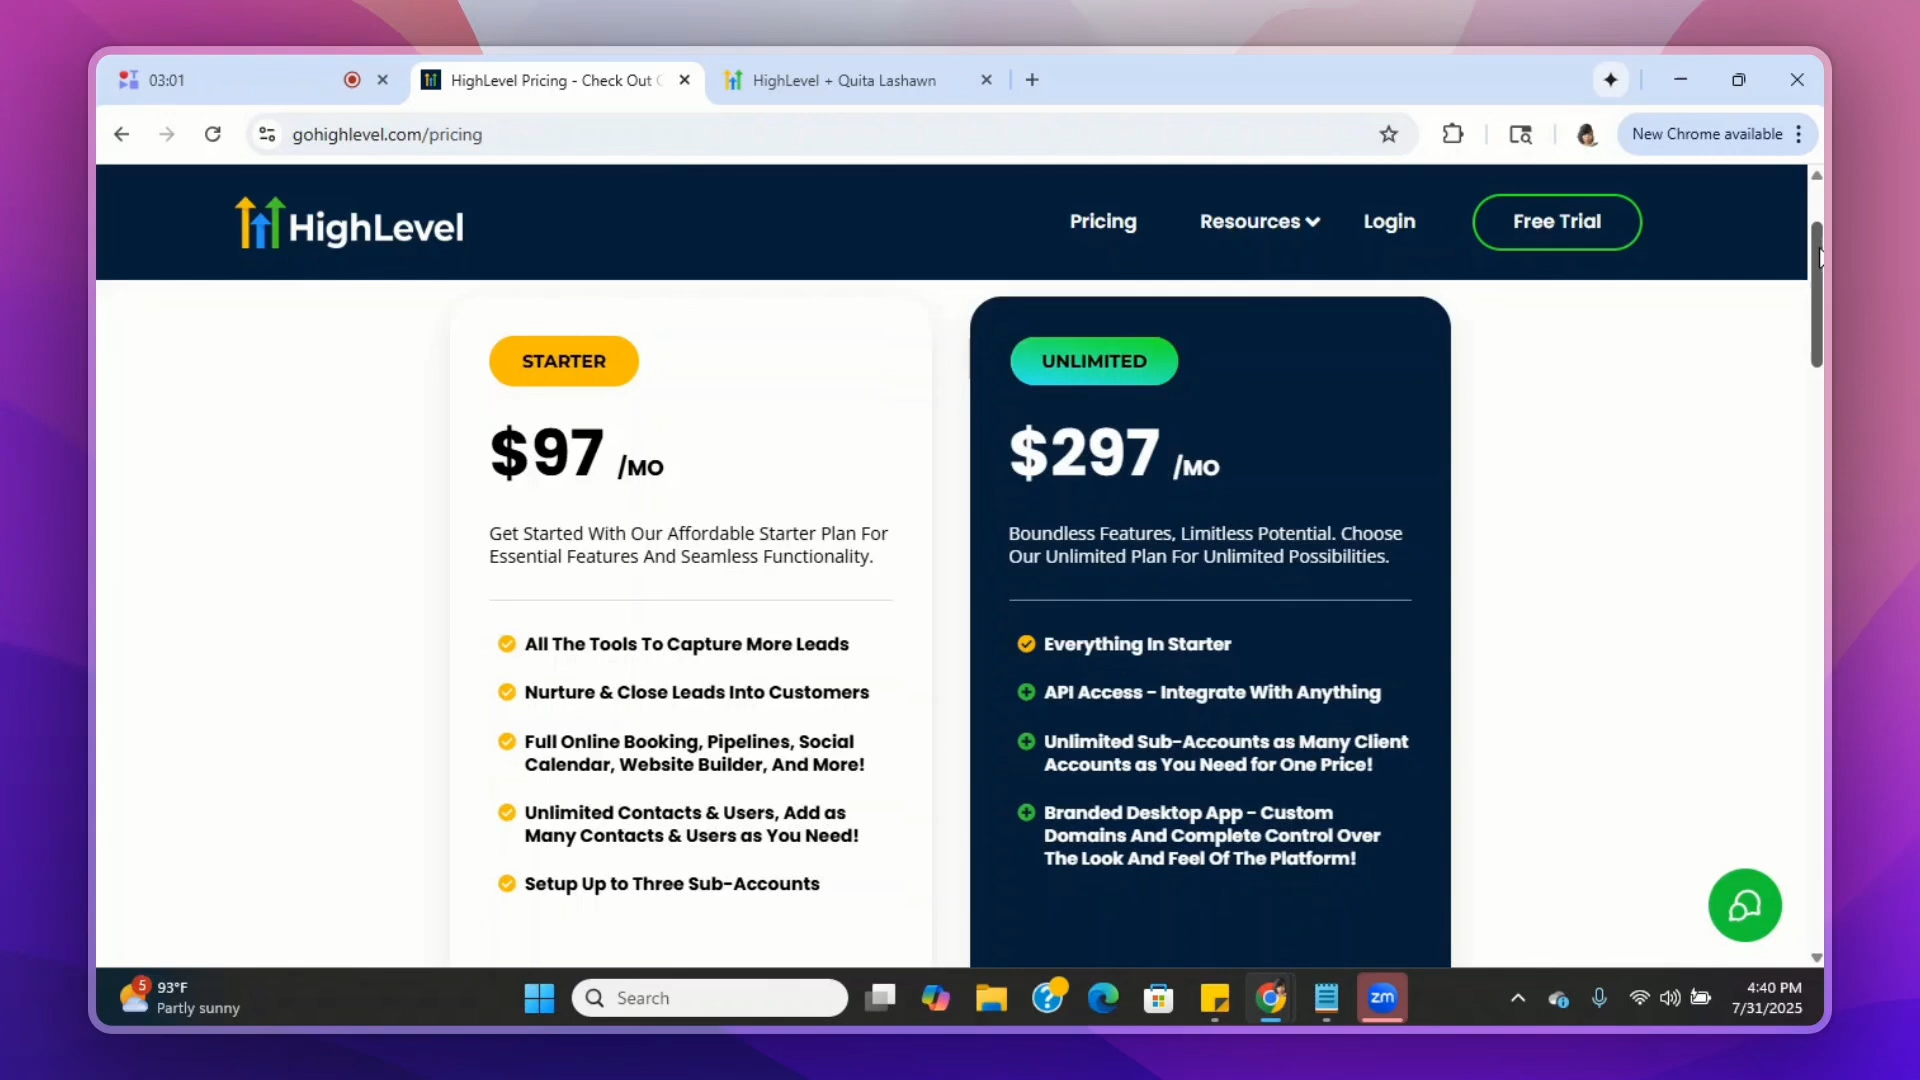 03:01
HighLevel Pricing - Check Out
HighLevel + Quita Lashawn
gohighlevel.com/pricing
New Chrome available
HighLevel
Pricing
Resources
Login
Free Trial
STARTER
$97 /MO
Get Started With Our Affordable Starter Plan For
Essential Features And Seamless Functionality.
All The Tools To Capture More Leads
Nurture & Close Leads Into Customers
Full Online Booking, Pipelines, Social
Calendar, Website Builder, And More!
Unlimited Contacts & Users, Add as
Many Contacts & Users as You Need!
Setup Up to Three Sub-Accounts
UNLIMITED
$297 /MO
Boundless Features, Limitless Potential. Choose
Our Unlimited Plan For Unlimited Possibilities.
Everything In Starter
API Access - Integrate With Anything
Unlimited Sub-Accounts as Many Client
Accounts as You Need for One Price!
Branded Desktop App - Custom
Domains And Complete Control Over
The Look And Feel Of The Platform!
5
93°F
Partly sunny
Search
zm
4:40 PM
7/31/2025